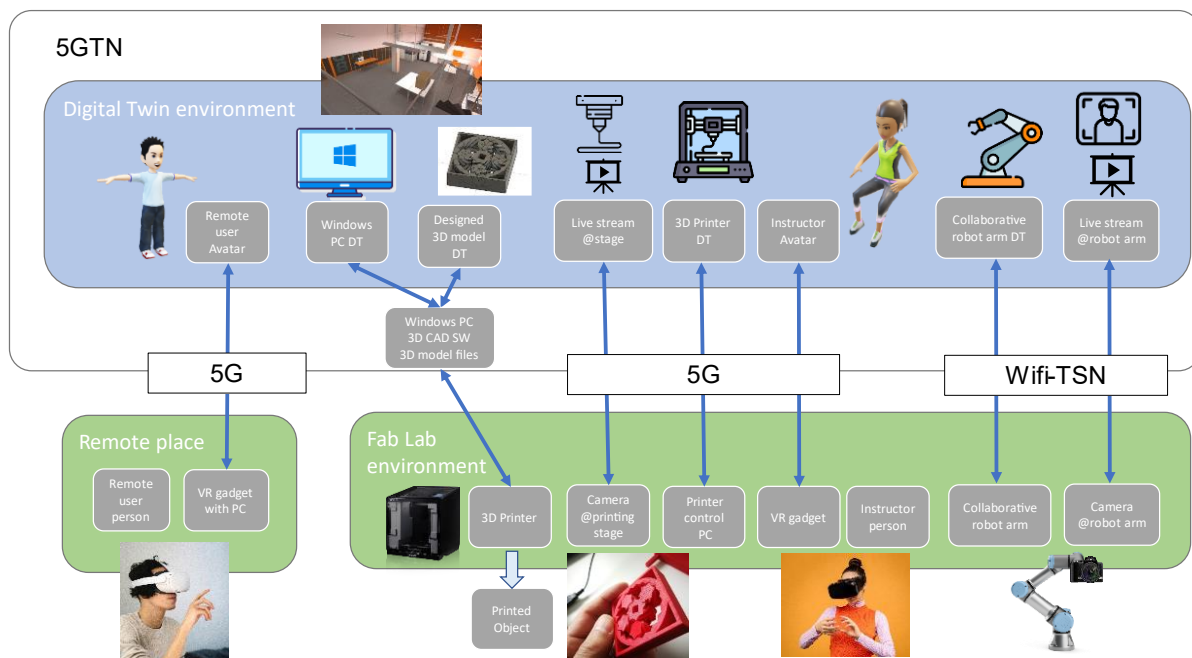 5GTN
Digital Twin environment
Remote
user
Avatar
Windows
PC DT
Designed
3D model
DT
Live stream
@stage
3D Printer
DT
Instructor
Avatar
Collaborative
robot arm DT
Live stream
@robot arm
Windows PC
3D CAD SW
3D model files
5G
5G
Wifi-TSN
Remote place
Remote
user
person
VR gadget
with PC
Fab Lab
environment
3D Printer
Camera
@printing
stage
Printer
control
PC
VR gadget
Instructor
person
Collaborative
robot arm
Camera
@robot arm
Printed
Object